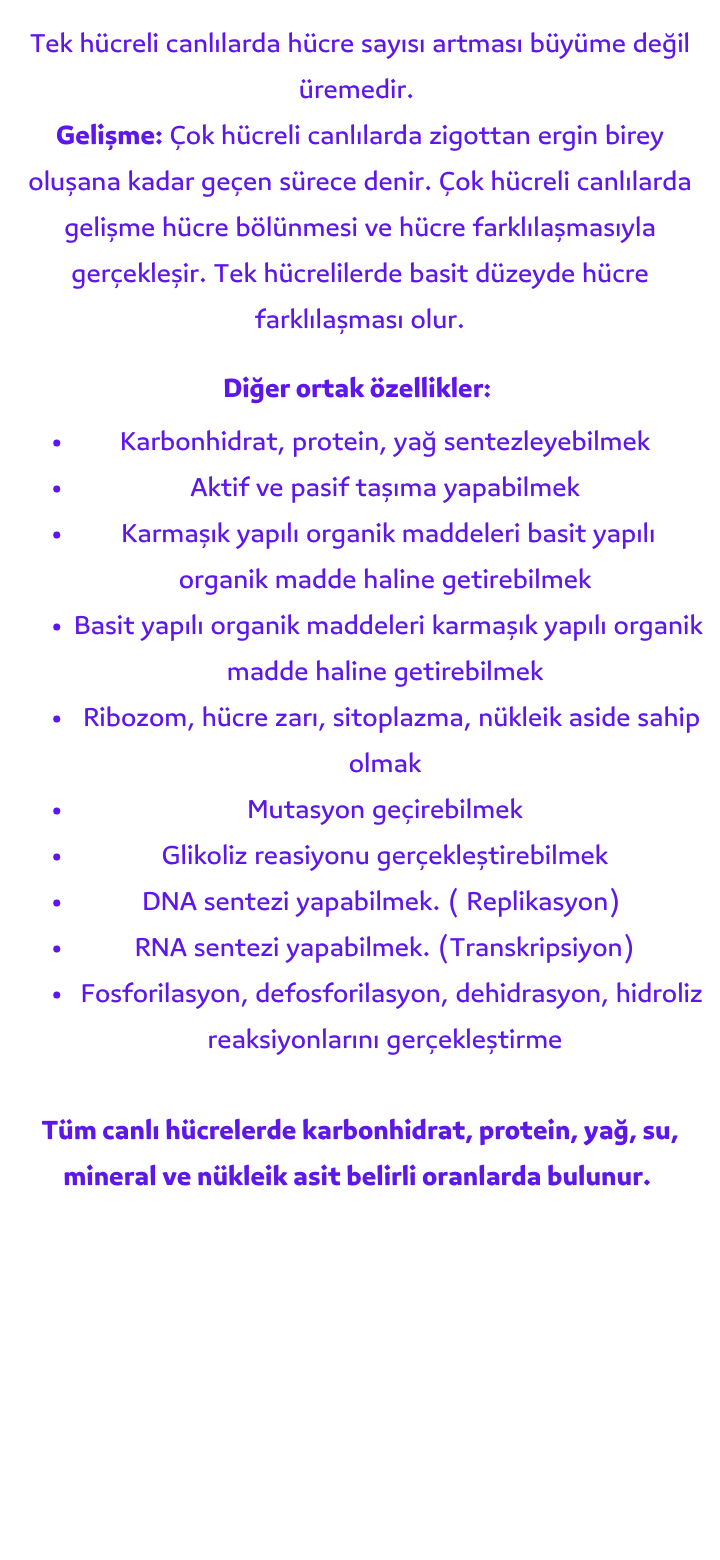 Tek hücreli canlılarda hücre sayısı artması büyüme değil
üremedir.
Gelişme: Çok hücreli canlılarda zigottan ergin birey
oluşana kadar geçen sürece denir. Çok hücreli canlılarda
gelişme hücre bölünmesi ve hücre farklılaşmasıyla
gerçekleşir. Tek hücrelilerde basit düzeyde hücre
farklılaşması olur.
Diğer ortak özellikler:
• Karbonhidrat, protein, yağ sentezleyebilmek
• Aktif ve pasif taşıma yapabilmek
• Karmaşık yapılı organik maddeleri basit yapılı
organik madde haline getirebilmek
• Basit yapılı organik maddeleri karmaşık yapılı organik
madde haline getirebilmek
• Ribozom, hücre zarı, sitoplazma, nükleik aside sahip
olmak
• Mutasyon geçirebilmek
• Glikoliz reasiyonu gerçekleştirebilmek
• DNA sentezi yapabilmek. ( Replikasyon)
• RNA sentezi yapabilmek. (Transkripsiyon)
• Fosforilasyon, defosforilasyon, dehidrasyon, hidroliz
reaksiyonlarını gerçekleştirme
Tüm canlı hücrelerde karbonhidrat, protein, yağ, su,
mineral ve nükleik asit belirli oranlarda bulunur.